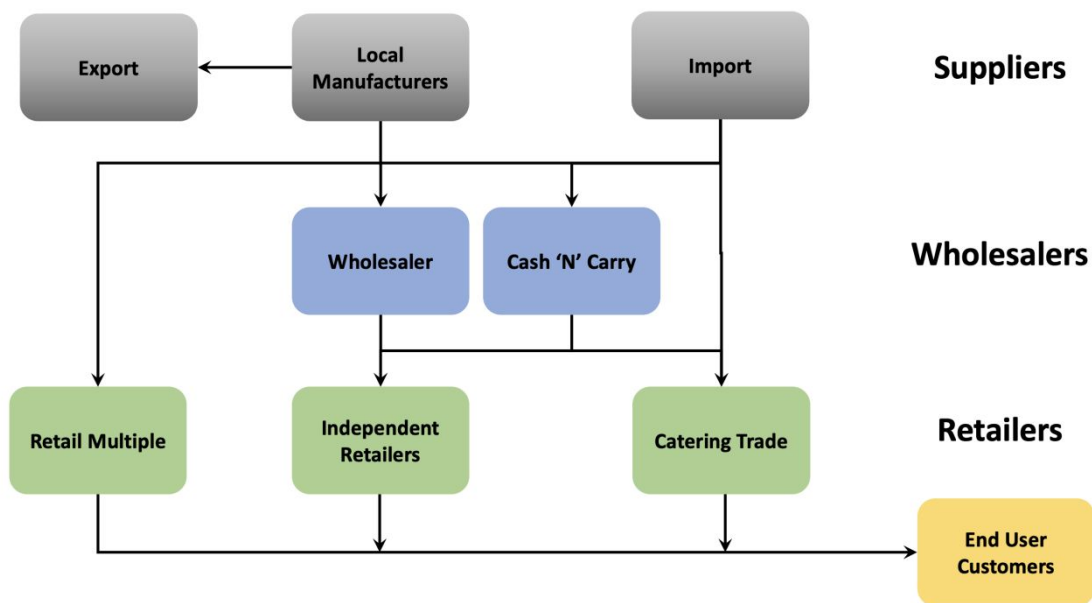 Export
Local
Manufacturers
Import
Suppliers
Wholesaler
Cash ‘N’ Carry
Wholesalers
Retail Multiple
Independent
Retailers
Catering Trade
Retailers
End User
Customers